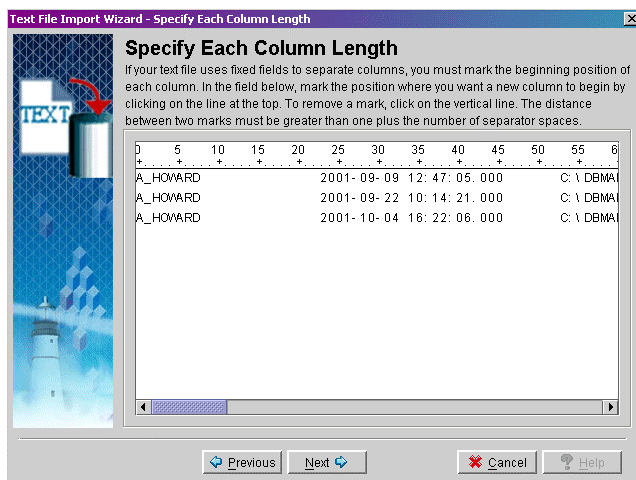 Text File Import Wizard - Specify Each Column Length
TEXT
Specify Each Column Length
If your text file uses fixed fields to separate columns, you must mark the beginning position of
each column. In the field below, mark the position where you want a new column to begin by
clicking on the line at the top. To remove a mark, click on the vertical line. The distance
between two marks must be greater than one plus the number of separator spaces.
0 5 10 15 20 25 30 35 40 45 50 55 6
+. . . . +. . . . +. . . . +. . . . +. . . . +. . . . +. . . . +. . . . +. . . . +. . . . +. . . . +. . . .
A_HOWARD 2001-09-09 12:47:05.000 C:\DBMAI
A_HOWARD 2001-09-22 10:14:21.000 C:\DBMAI
A_HOWARD 2001-10-04 16:22:06.000 C:\DBMAI
Previous Next Cancel Help